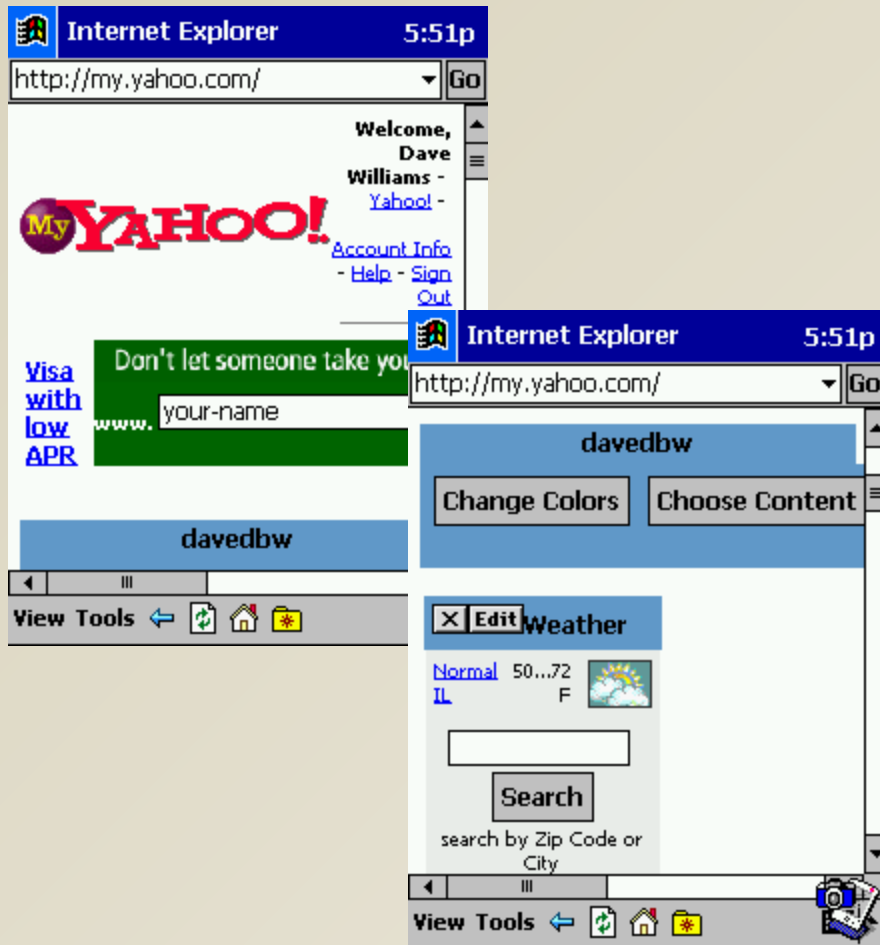 Internet Explorer 5:51p
http://my.yahoo.com/ Go
Welcome,
Dave
Williams -
Yahoo! -
My YAHOO!
Account Info
- Help - Sign
Out
Visa
with
low
APR
Don't let someone take you
www. your-name
davedbw
View Tools
Internet Explorer 5:51p
http://my.yahoo.com/ Go
davedbw
Change Colors Choose Content
X Edit Weather
Normal 50...72
IL F
Search
search by Zip Code or
City
View Tools